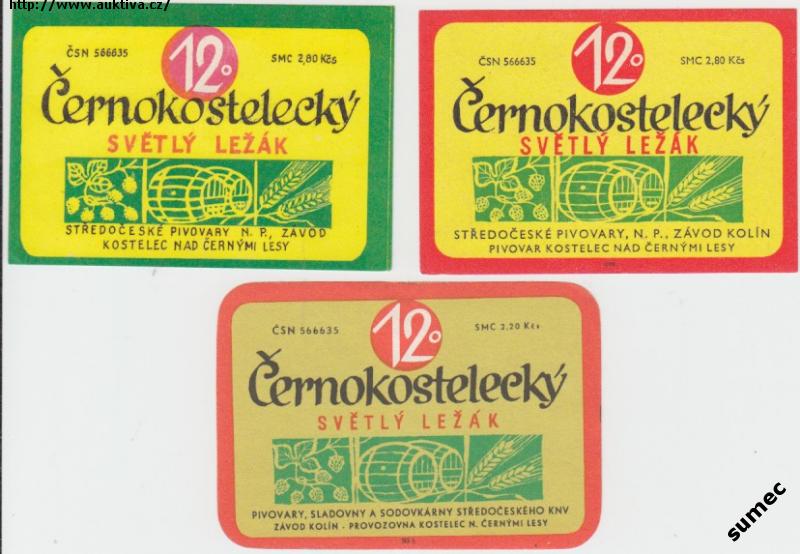 http://www.auktiva.cz/
ČSN 566635
12°
SMC 2,80 Kčs
Černokostelecký
SVĚTLÝ LEŽÁK
STŘEDOČESKÉ PIVOVARY N. P., ZÁVOD
KOSTELEC NAD ČERNÝMI LESY
ČSN 566635
12°
SMC 2,80 Kčs
Černokostelecký
SVĚTLÝ LEŽÁK
STŘEDOČESKÉ PIVOVARY, N. P., ZÁVOD KOLÍN
PIVOVAR KOSTELEC NAD ČERNÝMI LESY
ČSN 566635
12°
SMC 2,20 Kčs
Černokostelecký
SVĚTLÝ LEŽÁK
PIVOVARY, SLADOVNY A SODOVKÁRNY STŘEDOČESKÉHO KNV
ZÁVOD KOLÍN - PROVOZOVNA KOSTELEC N. ČERNÝMI LESY
sumec